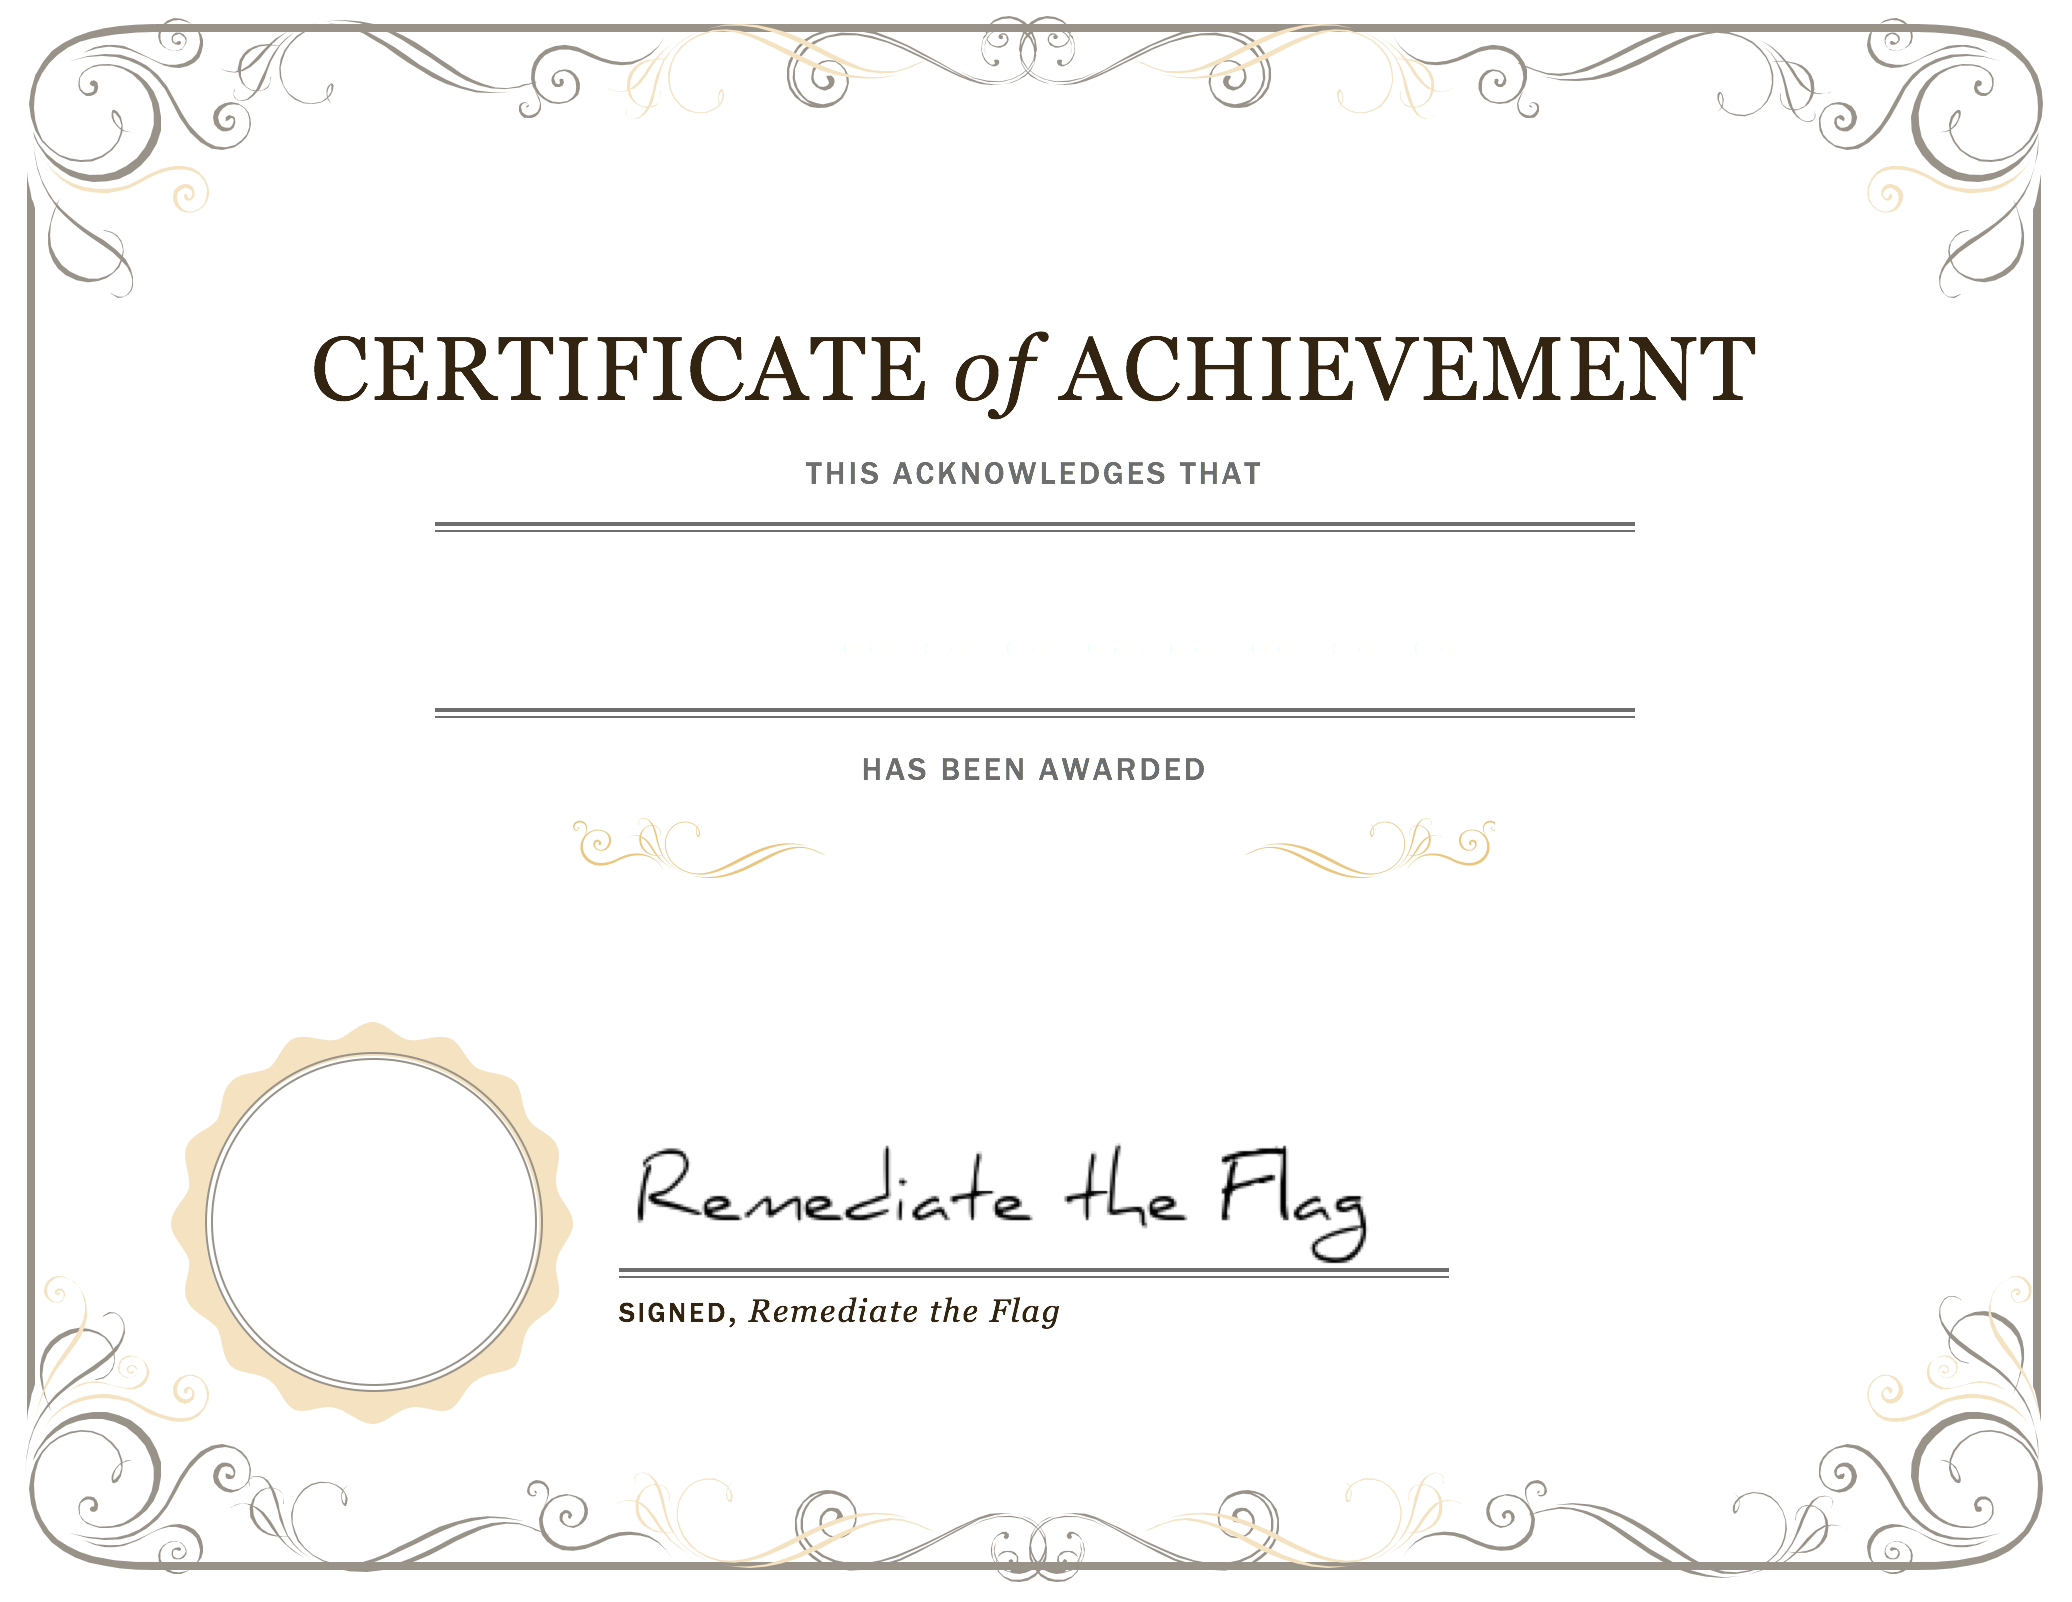 CERTIFICATE of ACHIEVEMENT
THIS ACKNOWLEDGES THAT
HAS BEEN AWARDED
Remediate the Flag
SIGNED, Remediate the Flag